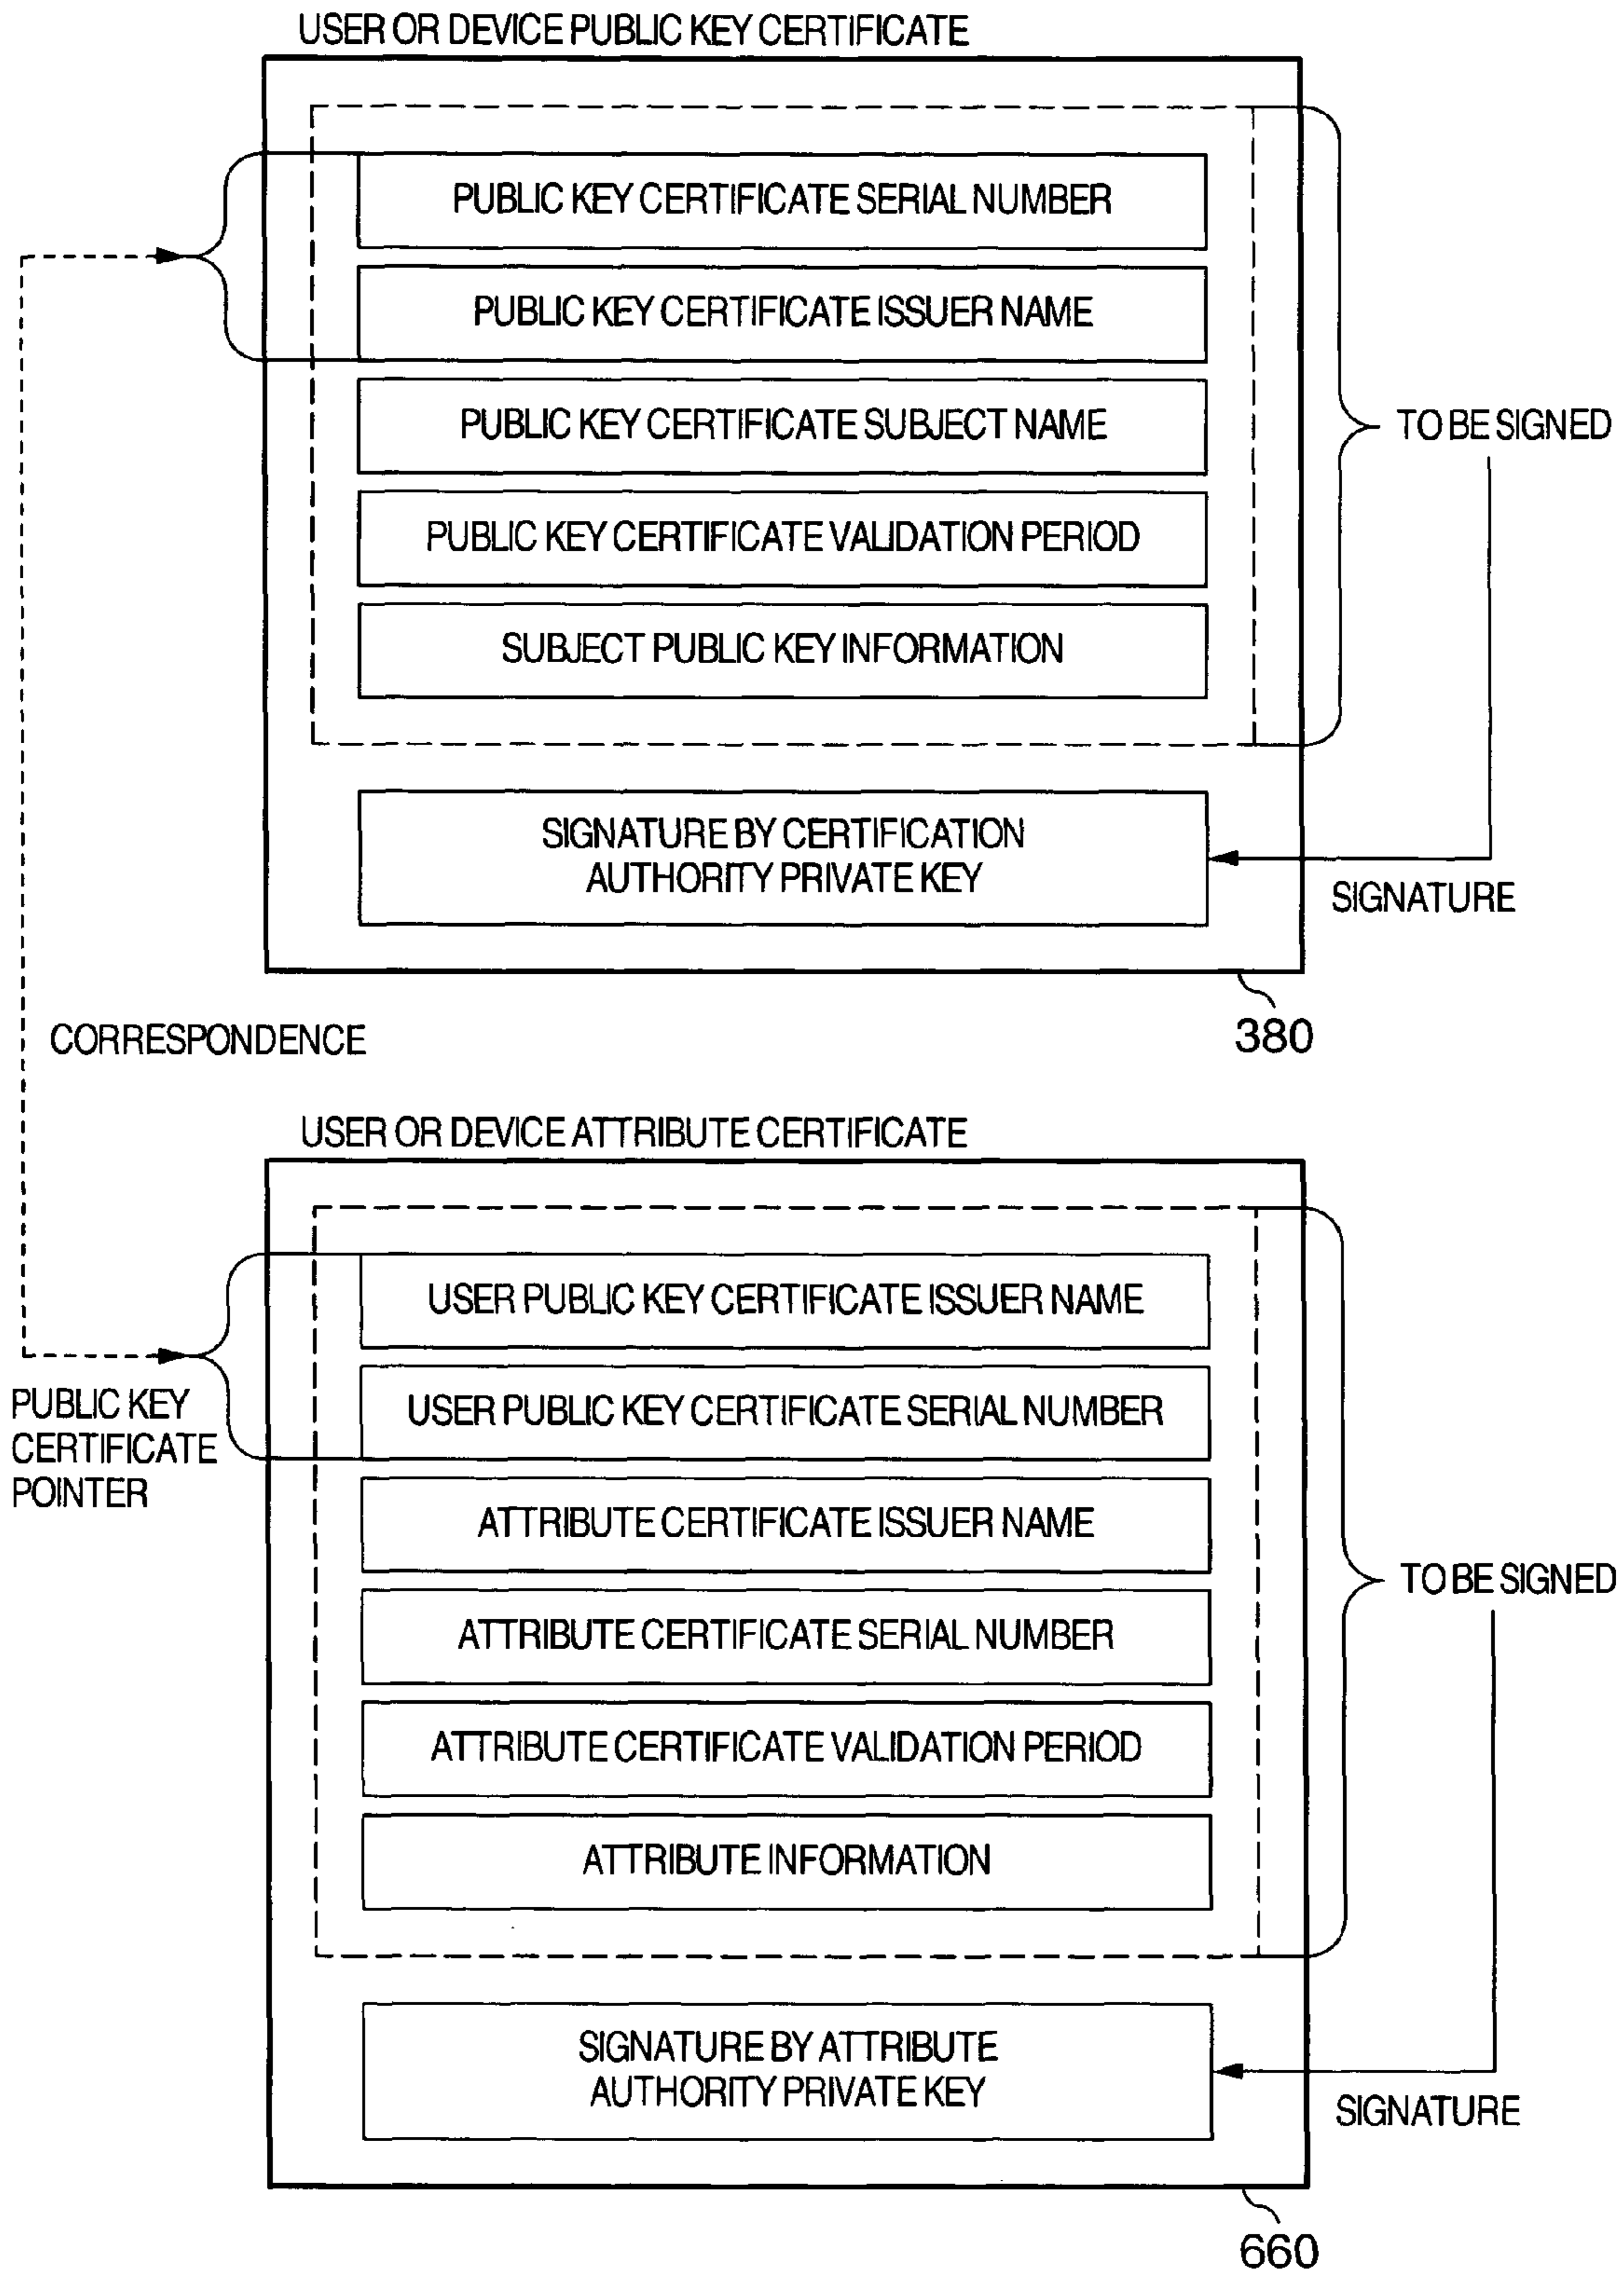 USER OR DEVICE PUBLIC KEY CERTIFICATE
PUBLIC KEY CERTIFICATE SERIAL NUMBER
PUBLIC KEY CERTIFICATE ISSUER NAME
PUBLIC KEY CERTIFICATE SUBJECT NAME
TO BE SIGNED
PUBLIC KEY CERTIFICATE VALIDATION PERIOD
SUBJECT PUBLIC KEY INFORMATION
SIGNATURE BY CERTIFICATION
AUTHORITY PRIVATE KEY
SIGNATURE
380
CORRESPONDENCE
USER OR DEVICE ATTRIBUTE CERTIFICATE
USER PUBLIC KEY CERTIFICATE ISSUER NAME
USER PUBLIC KEY CERTIFICATE SERIAL NUMBER
PUBLIC KEY
CERTIFICATE
POINTER
ATTRIBUTE CERTIFICATE ISSUER NAME
TO BE SIGNED
ATTRIBUTE CERTIFICATE SERIAL NUMBER
ATTRIBUTE CERTIFICATE VALIDATION PERIOD
ATTRIBUTE INFORMATION
SIGNATURE BY ATTRIBUTE
AUTHORITY PRIVATE KEY
SIGNATURE
660